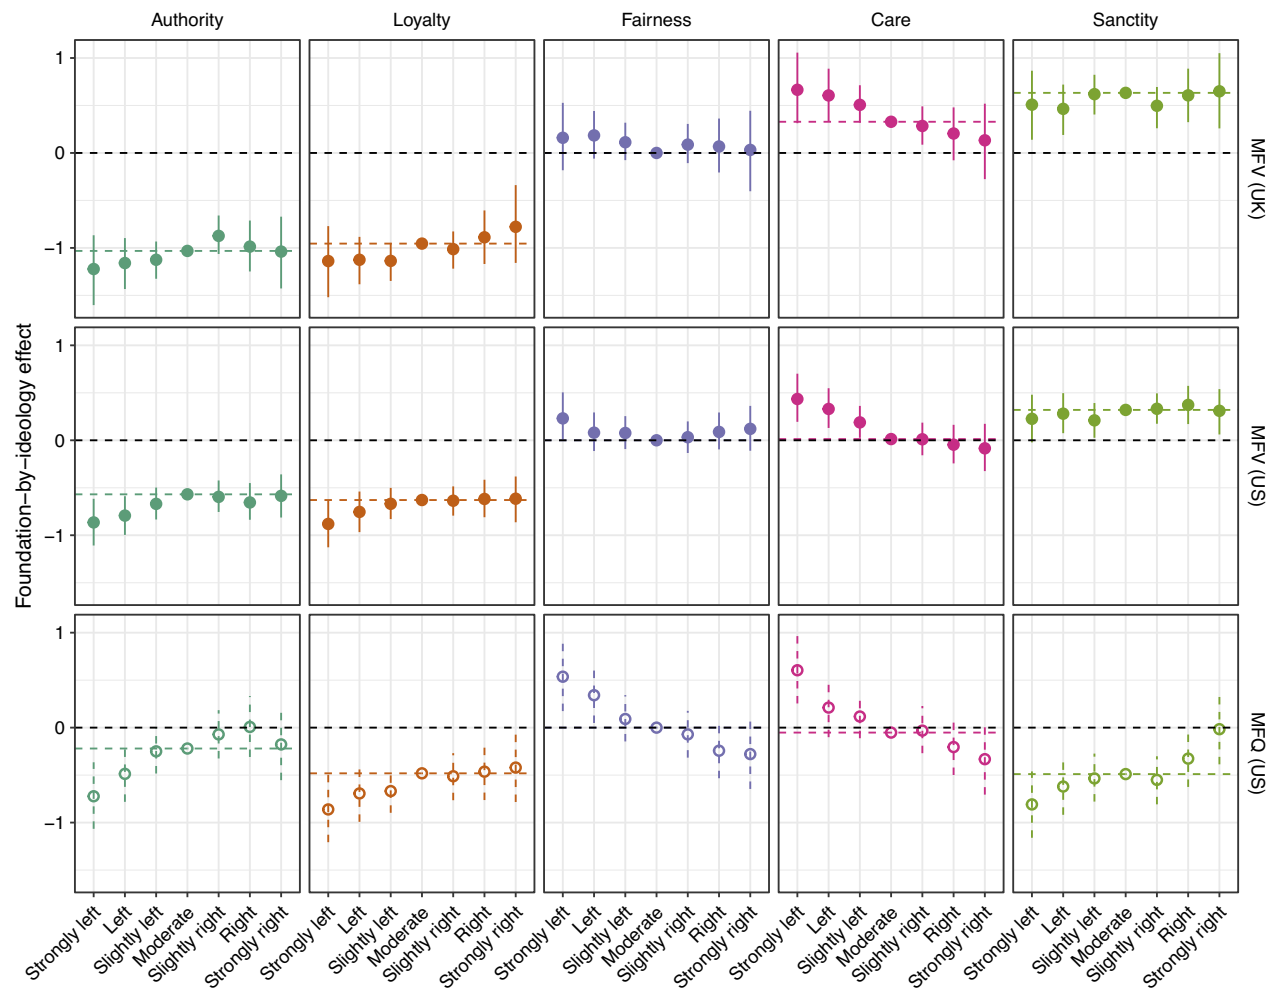 Authority Loyalty Fairness Care Sanctity
Foundation−by−ideology effect
1
0
−1
MFV (UK)
1
0
−1
MFV (US)
1
0
−1
MFQ (US)
Strongly left Left Slightly left Moderate Slightly right Right Strongly right Strongly left Left Slightly left Moderate Slightly right Right Strongly right Strongly left Left Slightly left Moderate Slightly right Right Strongly right Strongly left Left Slightly left Moderate Slightly right Right Strongly right Strongly left Left Slightly left Moderate Slightly right Right Strongly right